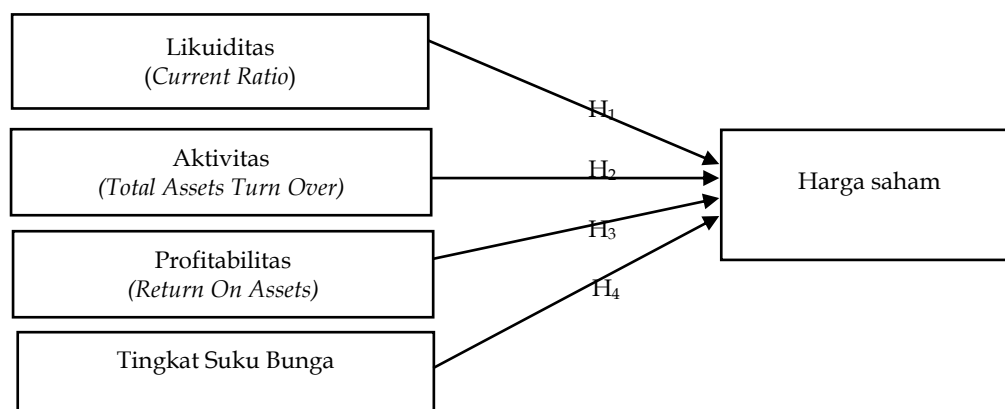 Likuiditas
(Current Ratio)
H₁
Aktivitas
(Total Assets Turn Over)
H₂
Harga saham
Profitabilitas
(Return On Assets)
H₃
H₄
Tingkat Suku Bunga